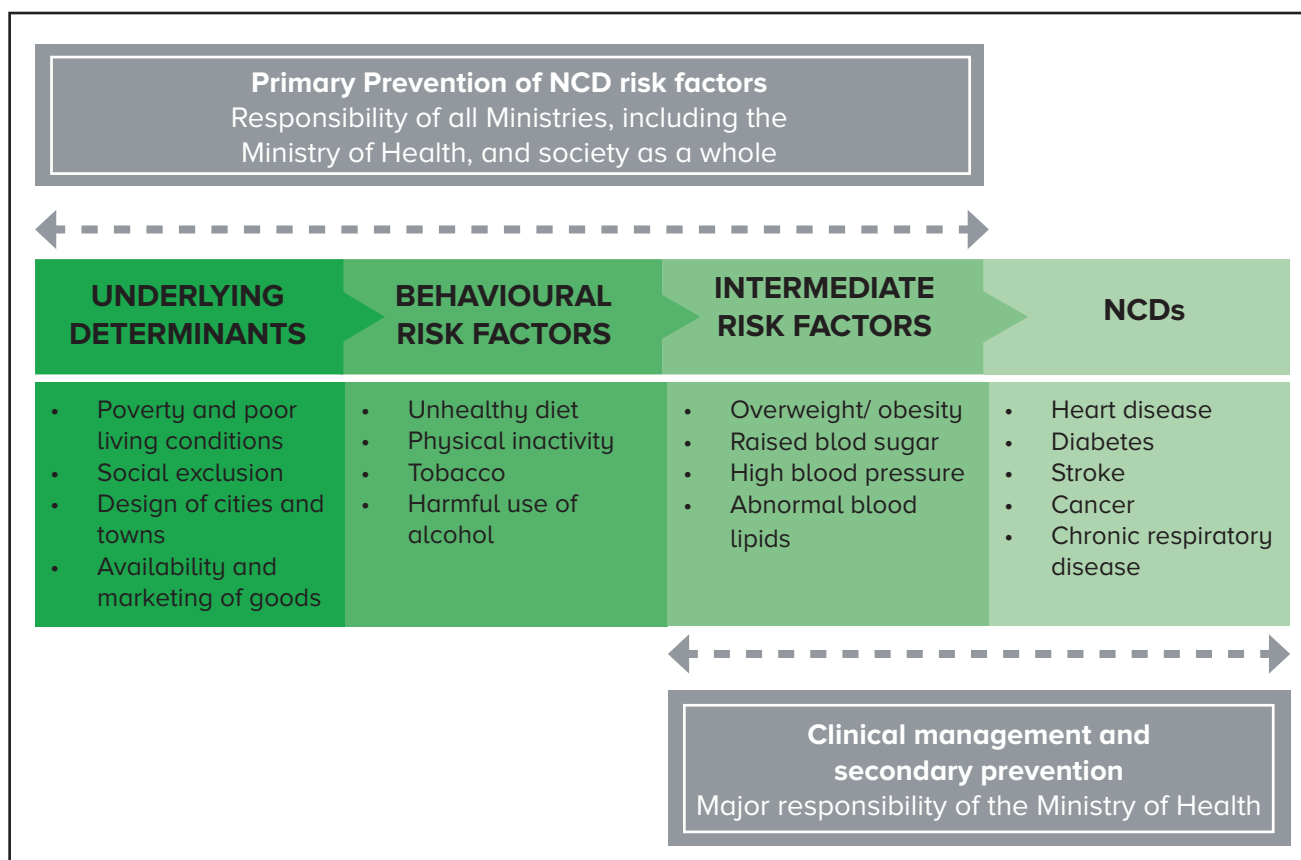 Primary Prevention of NCD risk factors
Responsibility of all Ministries, including the
Ministry of Health, and society as a whole
UNDERLYING
DETERMINANTS
• Poverty and poor
living conditions
• Social exclusion
• Design of cities and
towns
• Availability and
marketing of goods
BEHAVIOURAL
RISK FACTORS
• Unhealthy diet
• Physical inactivity
• Tobacco
• Harmful use of
alcohol
INTERMEDIATE
RISK FACTORS
• Overweight/ obesity
• Raised blod sugar
• High blood pressure
• Abnormal blood
lipids
NCDs
• Heart disease
• Diabetes
• Stroke
• Cancer
• Chronic respiratory
disease
Clinical management and
secondary prevention
Major responsibility of the Ministry of Health